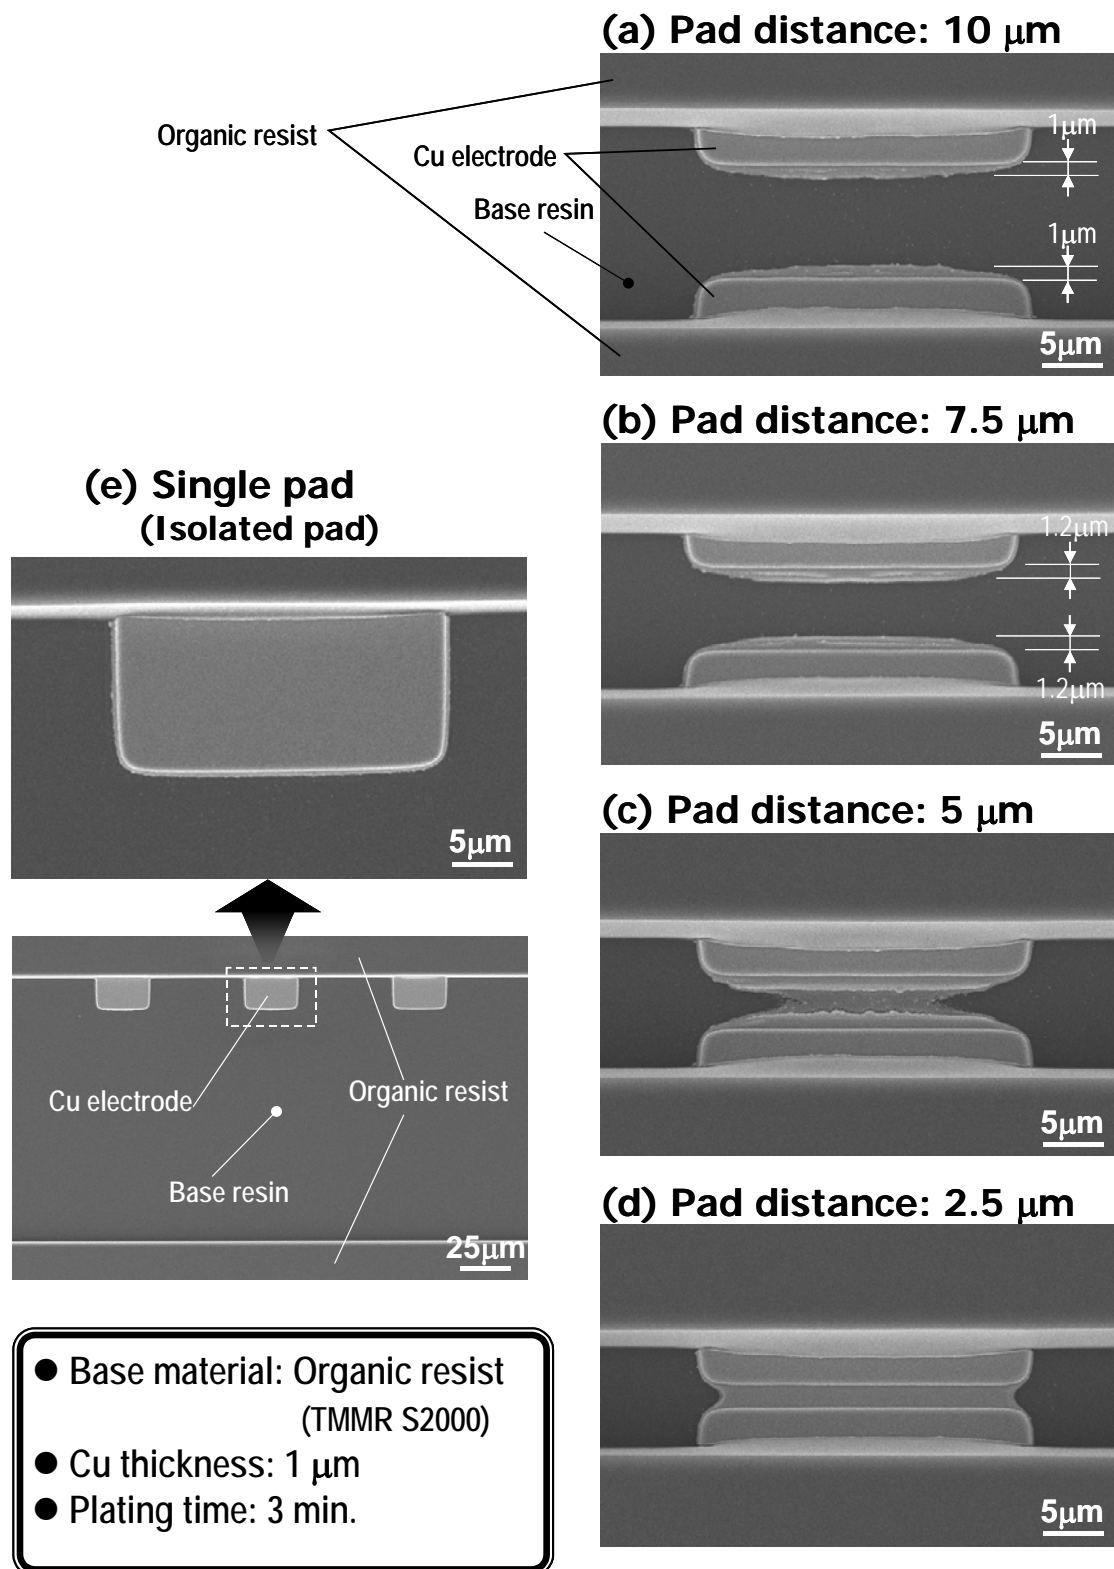 (a) Pad distance: 10 μm
Organic resist
Cu electrode
Base resin
1μm
1μm
5μm
(b) Pad distance: 7.5 μm
1.2μm
1.2μm
5μm
(c) Pad distance: 5 μm
5μm
(d) Pad distance: 2.5 μm
5μm
(e) Single pad
(Isolated pad)
5μm
Cu electrode
Organic resist
Base resin
25μm
● Base material: Organic resist
(TMMR S2000)
● Cu thickness: 1 μm
● Plating time: 3 min.